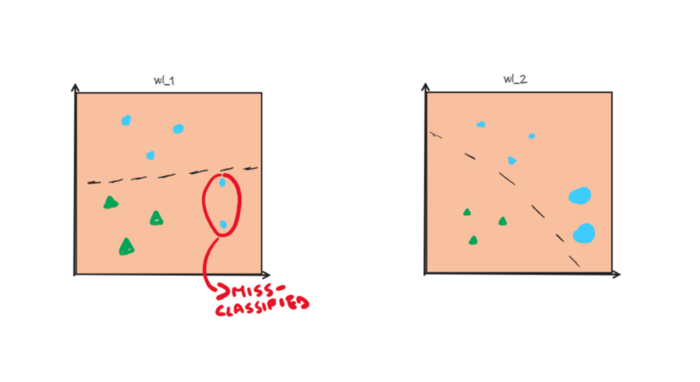 wl_1
wl_2
MISS-
CLASSIFIED